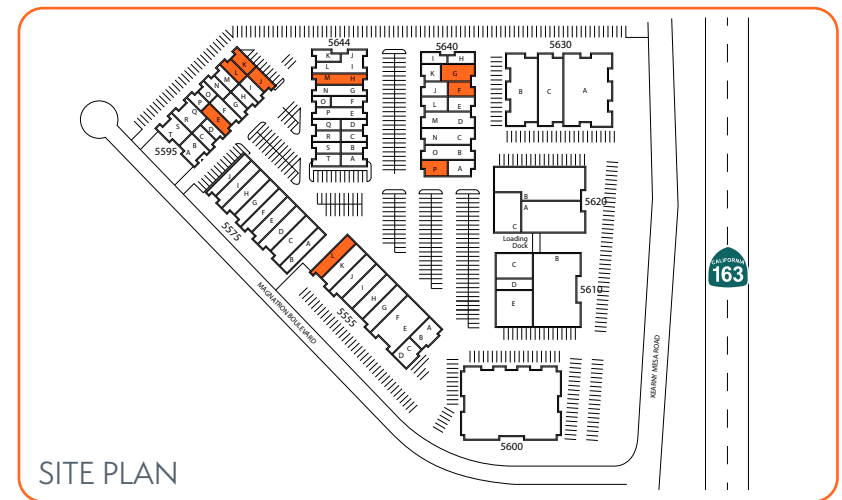 5644
K J
L I
M H
N G
O F
P E
Q D
R C
S B
T A
5640
I H
K G
J F
L E
M D
N C
O B
P A
5630
B C A
K
L J
M I
N H
O G
P F
Q E
R D
S C
T B
A
5595
J
I
H
G
F
E
D
C
A
B
5575
L
K
J
I
H
G
F
E
A
B
C
D
5555
B
A
C
5620
Loading
Dock
C B
D
E
5610
5600
MAGNATRON BOULEVARD
KEARNY MESA ROAD
CALIFORNIA
163
SITE PLAN